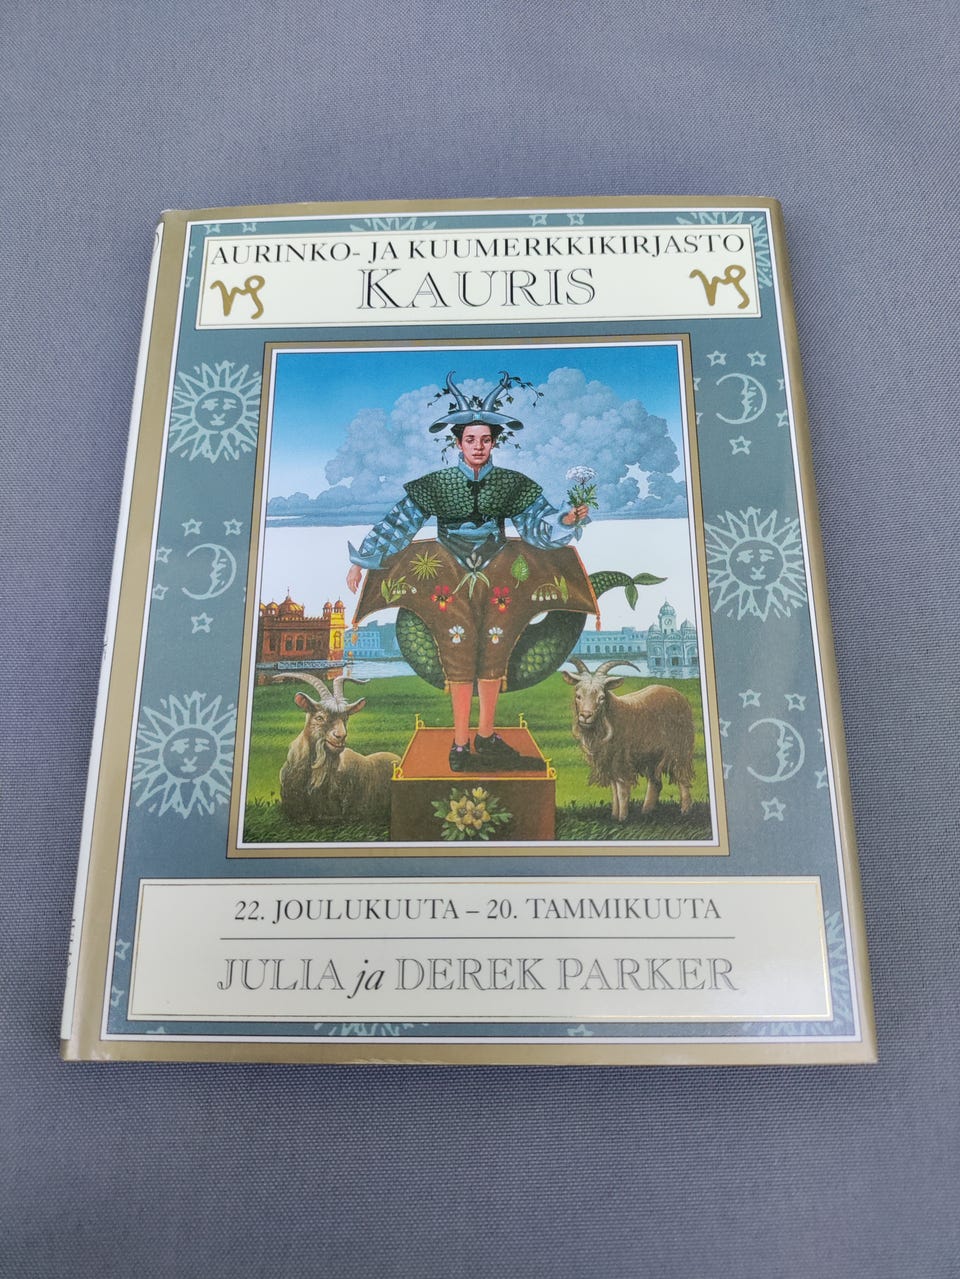 AURINKO- JA KUUMERKKIKIRJASTO
KAURIS
22. JOULUKUUTA – 20. TAMMIKUUTA
JULIA ja DEREK PARKER